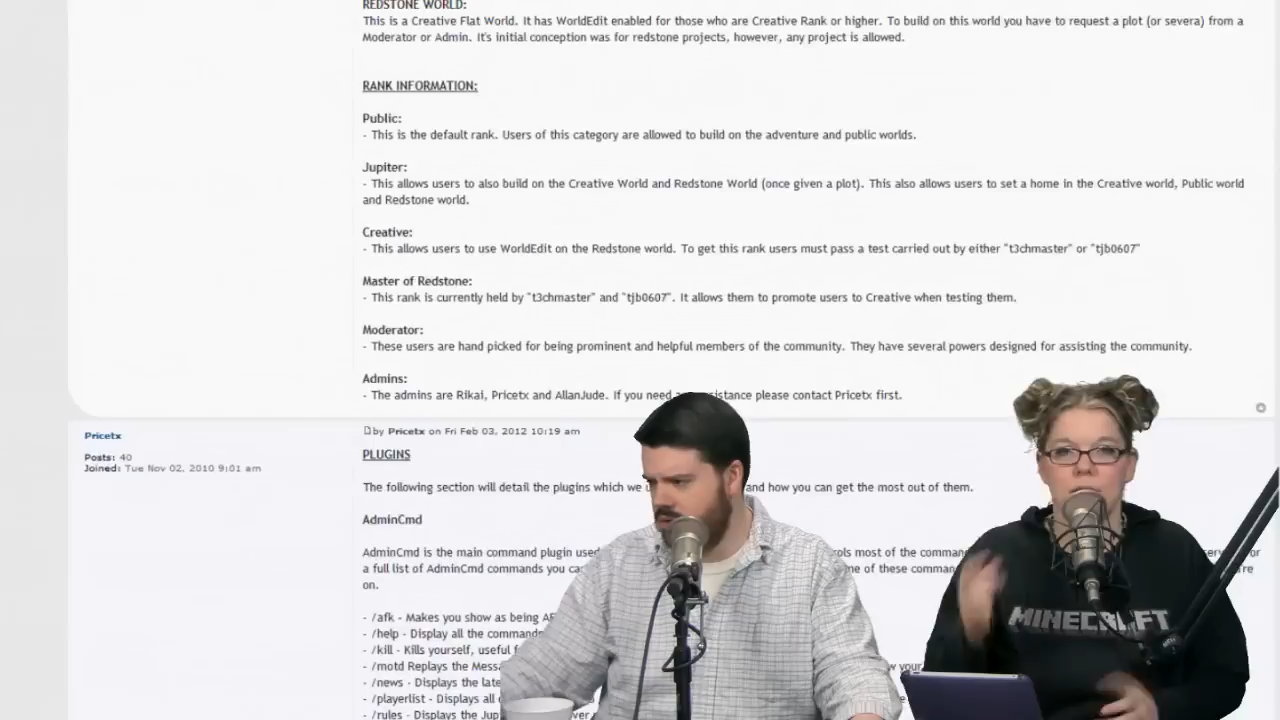 REDSTONE WORLD:
This is a Creative Flat World. It has WorldEdit enabled for those who are Creative Rank or higher. To build on this world you have to request a plot (or severa) from a
Moderator or Admin. It's initial conception was for redstone projects, however, any project is allowed.
RANK INFORMATION:
Public:
- This is the default rank. Users of this category are allowed to build on the adventure and public worlds.
Jupiter:
- This allows users to also build on the Creative World and Redstone World (once given a plot). This also allows users to set a home in the Creative world, Public world
and Redstone world.
Creative:
- This allows users to use WorldEdit on the Redstone world. To get this rank users must pass a test carried out by either "t3chmaster" or "tjb0607"
Master of Redstone:
- This rank is currently held by "t3chmaster" and "tjb0607". It allows them to promote users to Creative when testing them.
Moderator:
- These users are hand picked for being prominent and helpful members of the community. They have several powers designed for assisting the community.
Admins:
- The admins are Rikai, Pricetx and AllanJude. If you need please contact Pricetx first.
Pricetx
Posts: 40
Joined: Tue Nov 02, 2010 9:01 am
by Pricetx on Fri Feb 03, 2012 10:19 am
PLUGINS
The following section will detail the plugins which we and how you can get the most out of them.
AdminCmd
AdminCmd is the main command plugin used most of the
a full list of AdminCmd commands you me of these
on.
- /afk - Makes you show as being
- /help - Display all the
- /kill - Kills yourself, useful
- /motd Replays the
- /news - Displays the
- /playerlist - Displays all
- /rules - Displays the
MINECRAFT